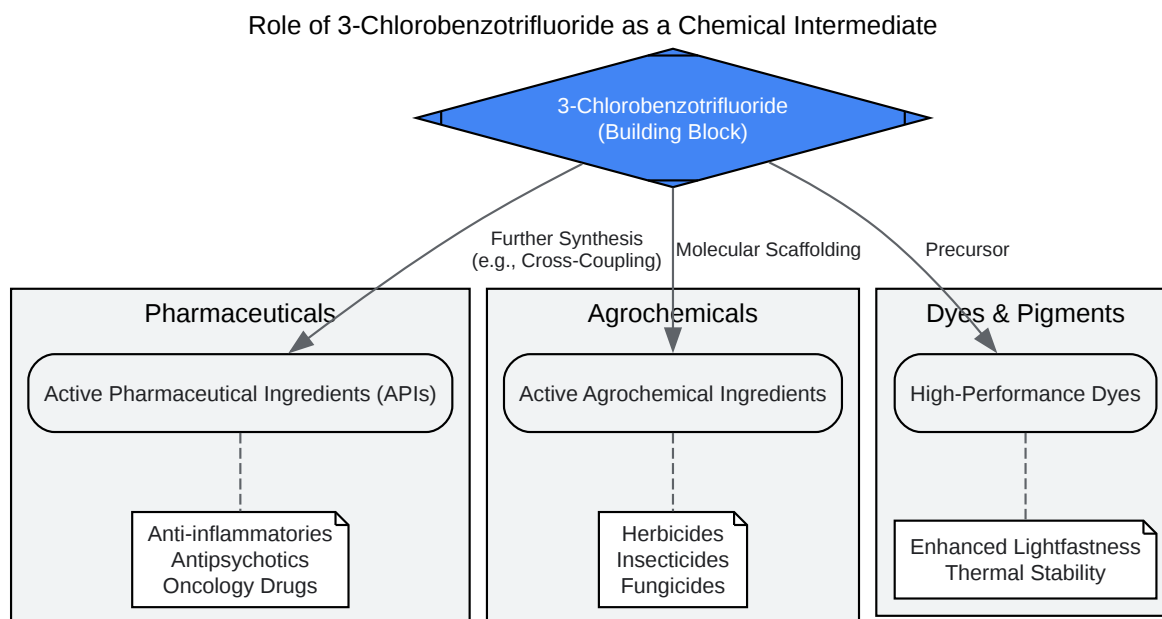 Role of 3-Chlorobenzotrifluoride as a Chemical Intermediate
3-Chlorobenzotrifluoride
(Building Block)
Further Synthesis
(e.g., Cross-Coupling)
Molecular Scaffolding
Precursor
Pharmaceuticals
Active Pharmaceutical Ingredients (APIs)
Anti-inflammatories
Antipsychotics
Oncology Drugs
Agrochemicals
Active Agrochemical Ingredients
Herbicides
Insecticides
Fungicides
Dyes & Pigments
High-Performance Dyes
Enhanced Lightfastness
Thermal Stability